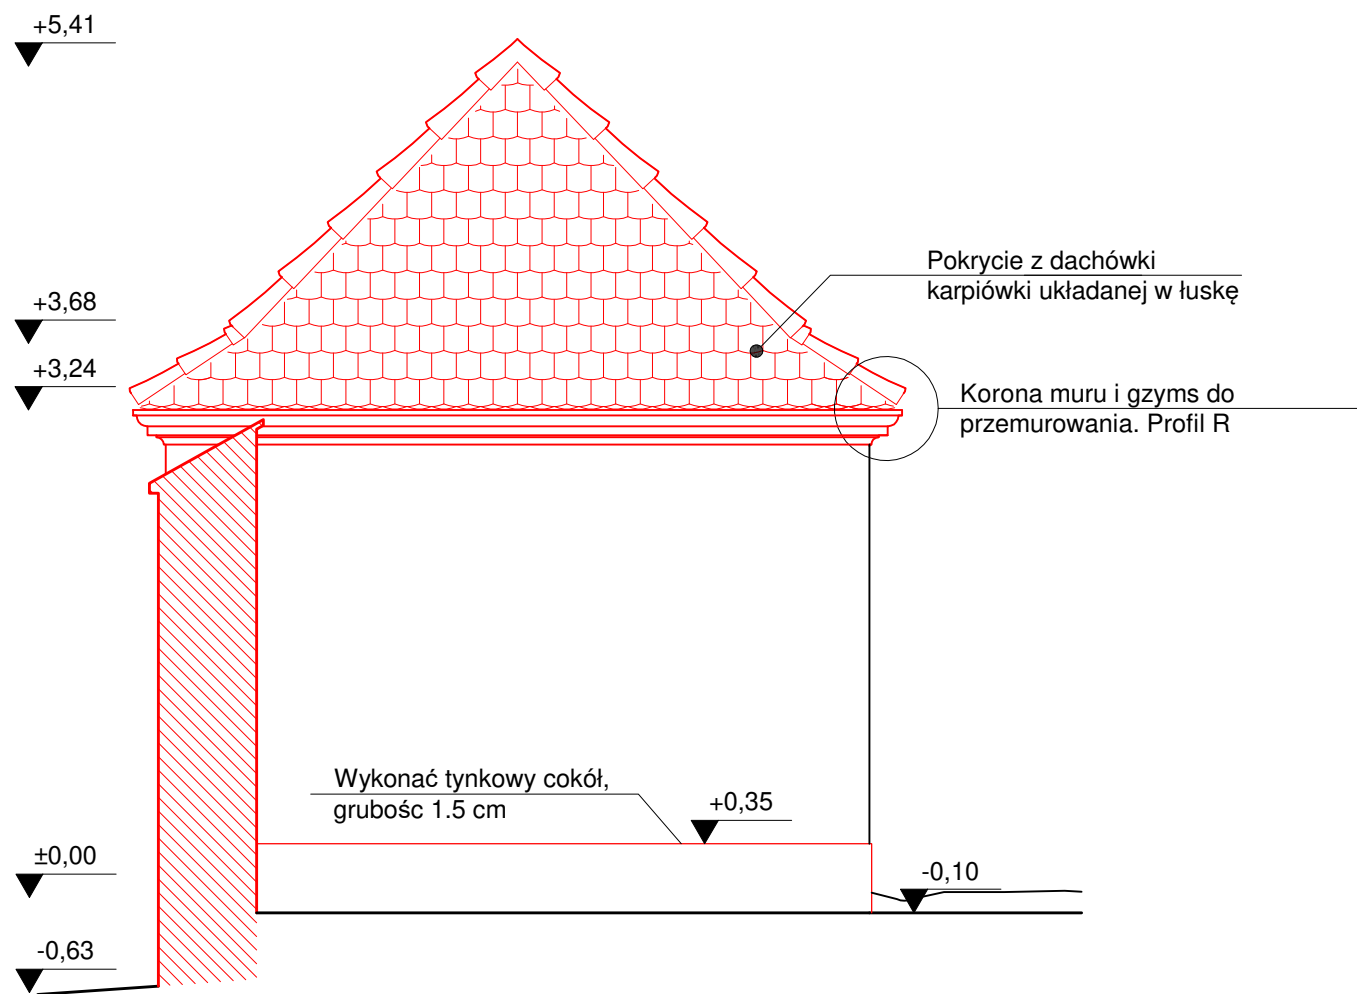 +5,41
Pokrycie z dachówki
karpiówki układanej w łuskę
+3,68
+3,24
Korona muru i gzyms do
przemurowania. Profil R
Wykonać tynkowy cokół,
grubośc 1.5 cm
+0,35
±0,00
-0,10
-0,63